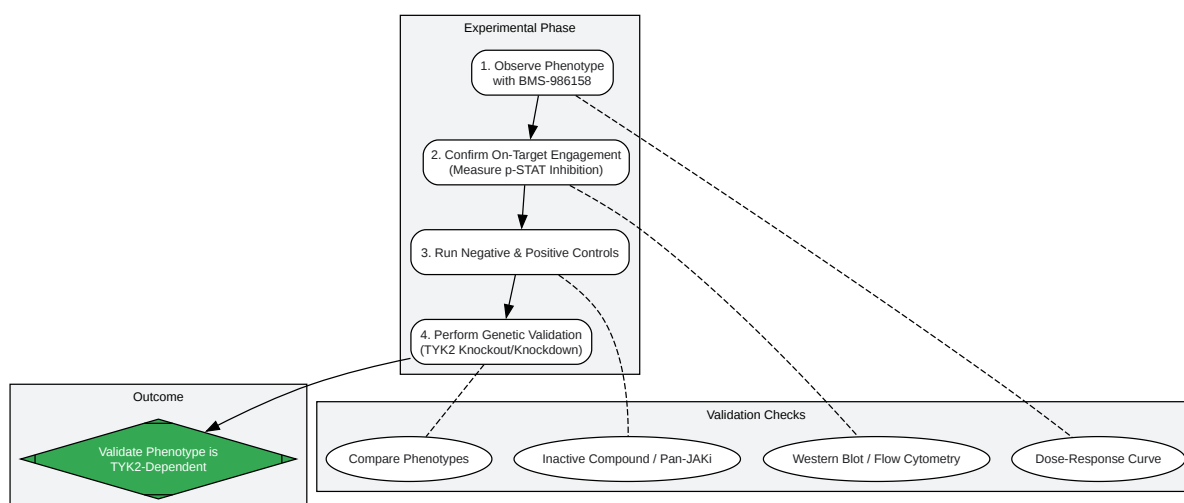 Experimental Phase
1. Observe Phenotype
with BMS-986158
2. Confirm On-Target Engagement
(Measure p-STAT Inhibition)
3. Run Negative & Positive Controls
4. Perform Genetic Validation
(TYK2 Knockout/Knockdown)
Outcome
Validate Phenotype is
TYK2-Dependent
Validation Checks
Compare Phenotypes
Inactive Compound / Pan-JAKi
Western Blot / Flow Cytometry
Dose-Response Curve